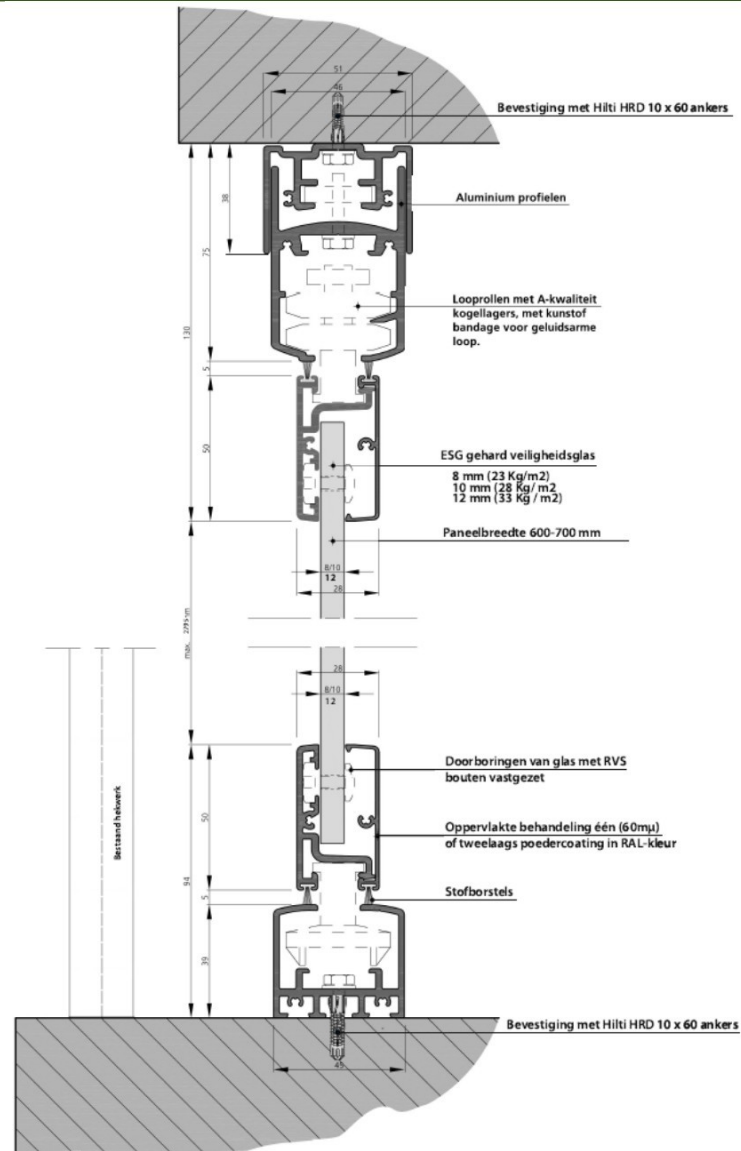 51
46
Bevestiging met Hilti HRD 10 x 60 ankers
38
Aluminium profielen
75
Looprollen met A-kwaliteit
kogellagers, met kunstof
bandage voor geluidsarme
loop.
130
5
50
ESG gehard veiligheidsglas
8 mm (23 Kg/m2)
10 mm (28 Kg/ m2
12 mm (33 Kg / m2)
Paneelbreedte 600-700 mm
8/10
12
28
max.
28
8/10
12
Doorboringen van glas met RVS
bouten vastgezet
50
Bestaand hekwerk
Oppervlakte behandeling één (60mµ)
of tweelaags poedercoating in RAL-kleur
94
5
Stofborstels
39
Bevestiging met Hilti HRD 10 x 60 ankers
45